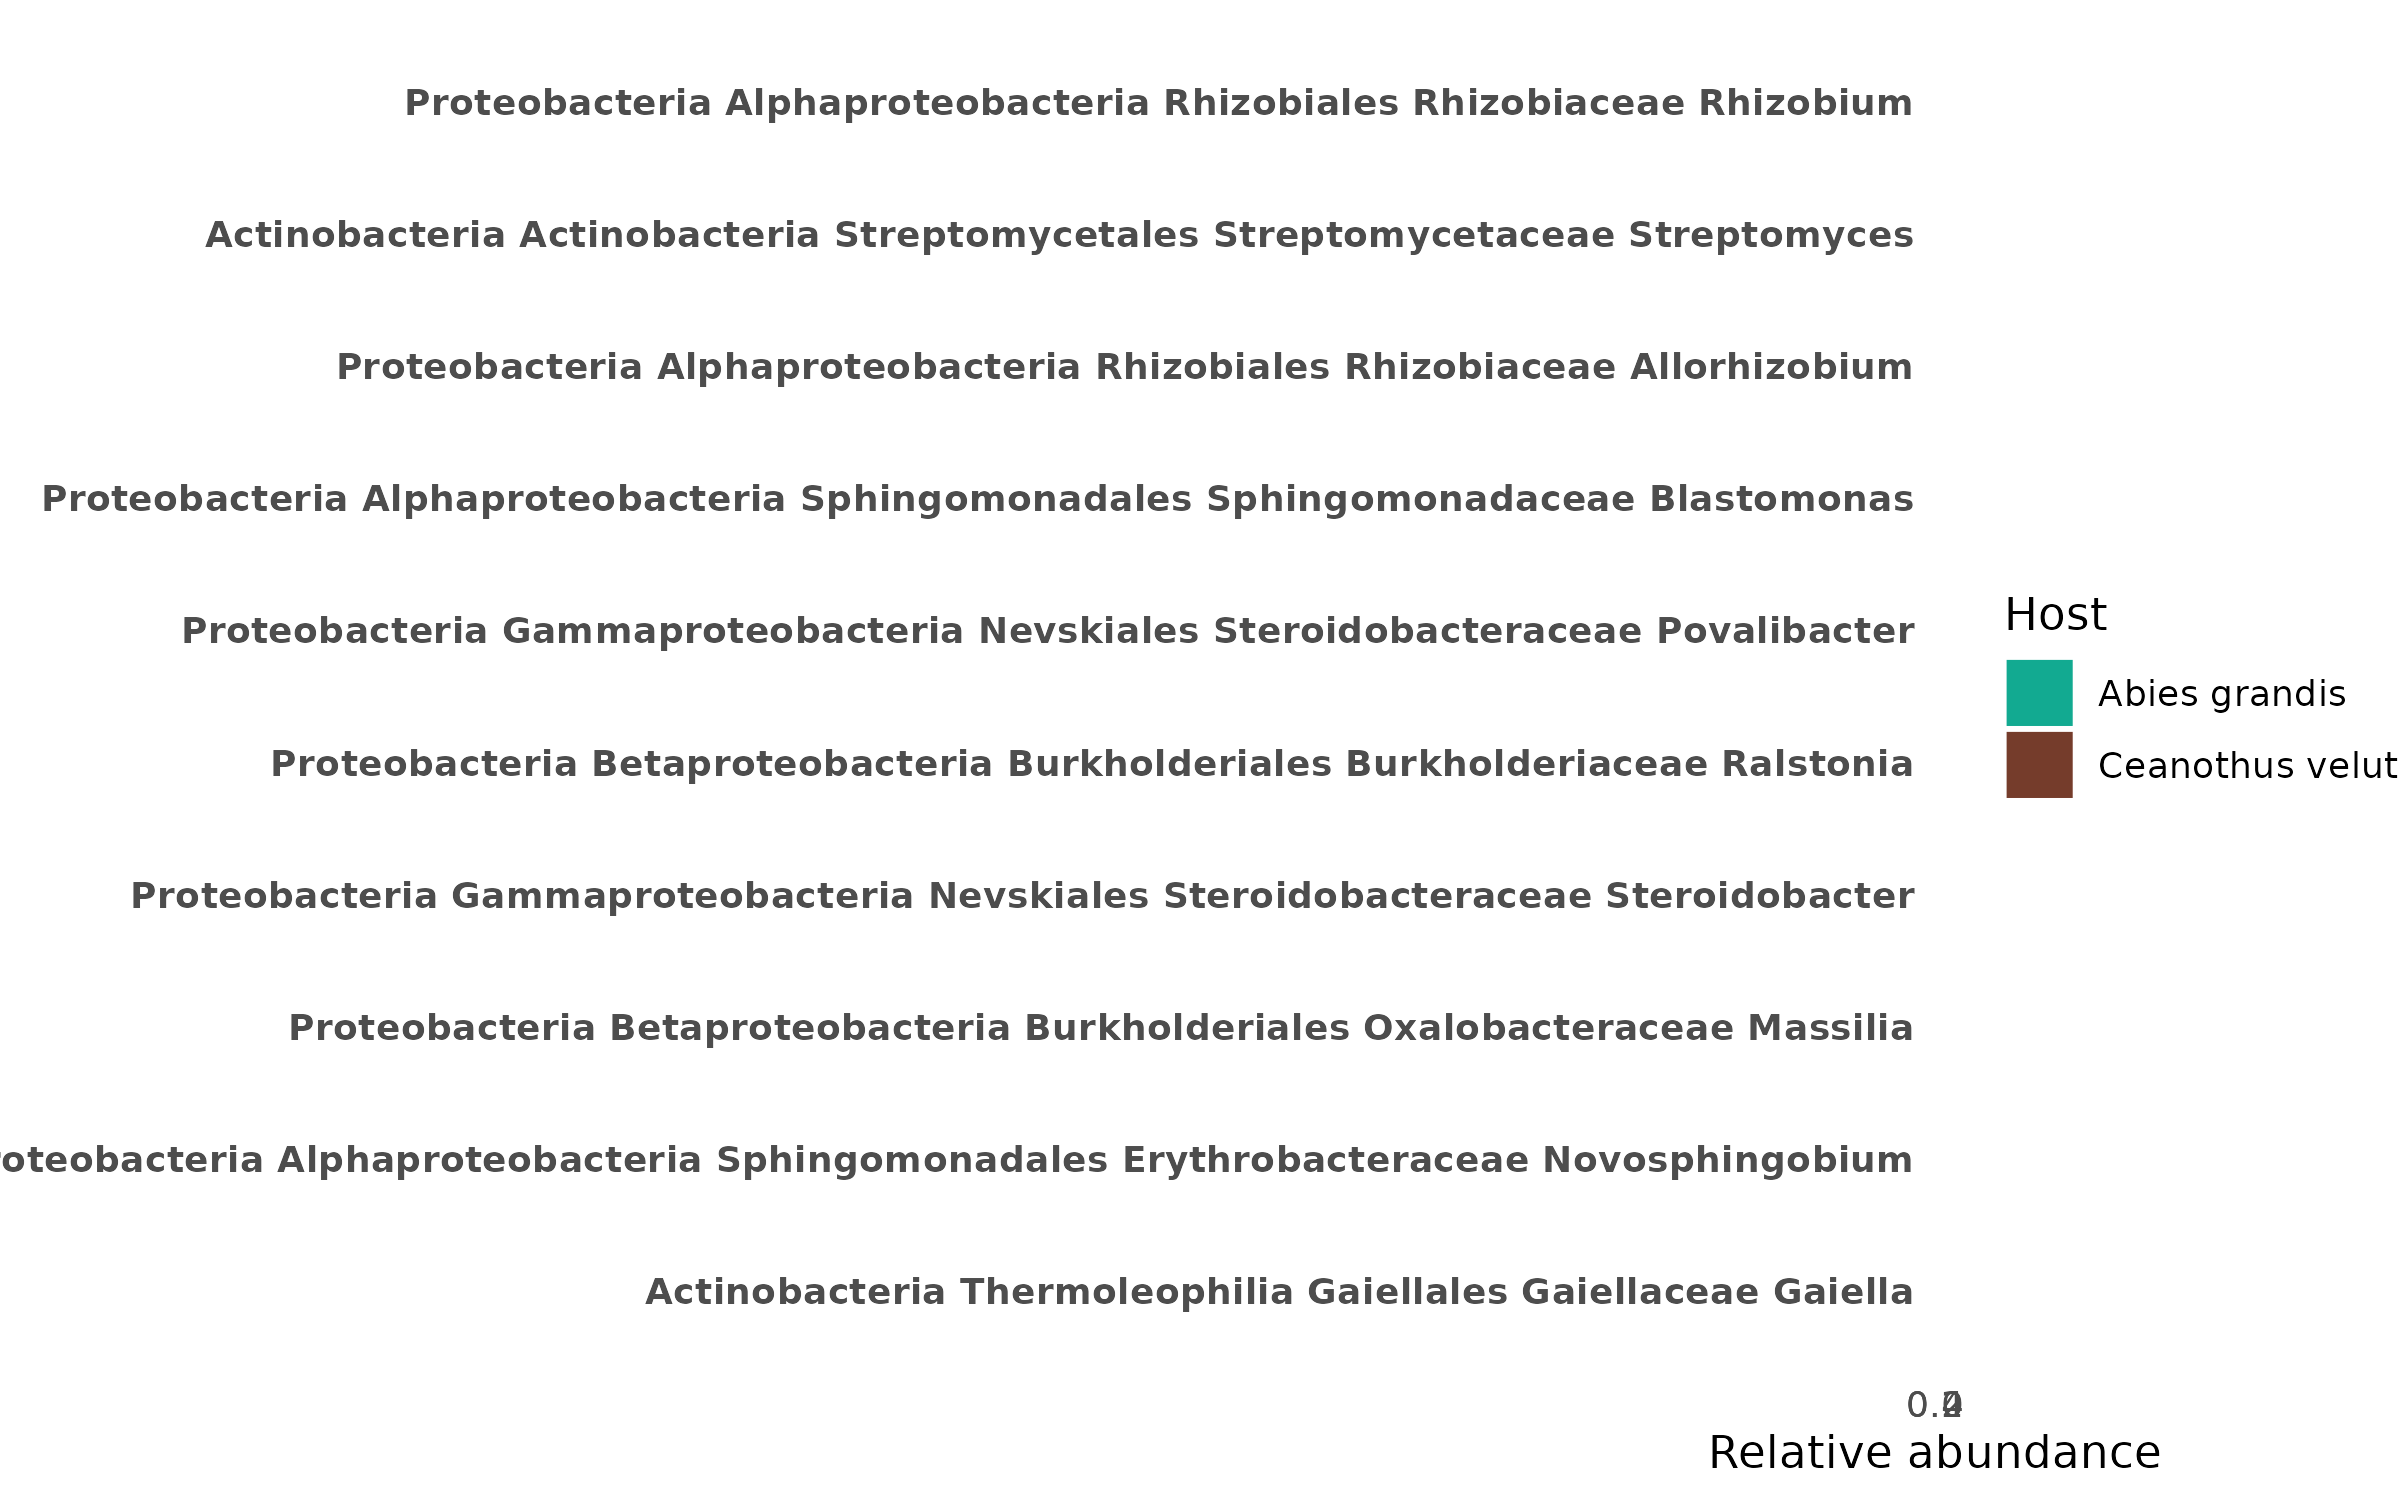 Proteobacteria Alphaproteobacteria Rhizobiales Rhizobiaceae Rhizobium
Actinobacteria Actinobacteria Streptomycetales Streptomycetaceae Streptomyces
Proteobacteria Alphaproteobacteria Rhizobiales Rhizobiaceae Allorhizobium
Proteobacteria Alphaproteobacteria Sphingomonadales Sphingomonadaceae Blastomonas
Proteobacteria Gammaproteobacteria Nevskiales Steroidobacteraceae Povalibacter
Proteobacteria Betaproteobacteria Burkholderiales Burkholderiaceae Ralstonia
Proteobacteria Gammaproteobacteria Nevskiales Steroidobacteraceae Steroidobacter
Proteobacteria Betaproteobacteria Burkholderiales Oxalobacteraceae Massilia
oteobacteria Alphaproteobacteria Sphingomonadales Erythrobacteraceae Novosphingobium
Actinobacteria Thermoleophilia Gaiellales Gaiellaceae Gaiella
Relative abundance
Host
Abies grandis
Ceanothus velut